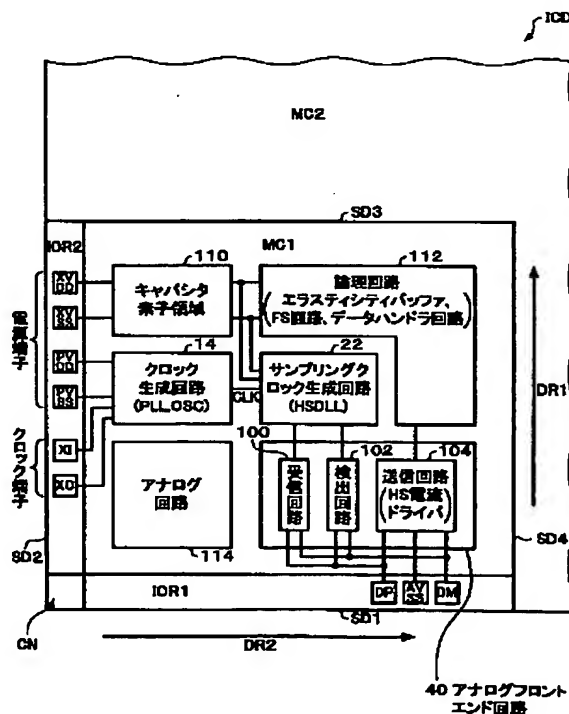 ICD
MC2
SD3
IOR2
MC1
110
112
XV
DD
キャパシタ
素子領域
論理回路
エラスティシティバッファ、
FS回路、データハンドラ回路
XV
SS
電源端子
14
22
DR1
PV
DD
クロック
生成回路
(PLL、OSC)
CLK
サンプリングク
ロック生成回路
(HSDLL)
PV
SS
クロック端子
XI
XO
100
102
104
アナログ
回路
受信回路
検出回路
送信回路
HS電流
ドライバ
SD2
114
SD4
IOR1
DP
AV
SS
DM
CN
SD1
DR2
40 アナログフロント
エンド回路